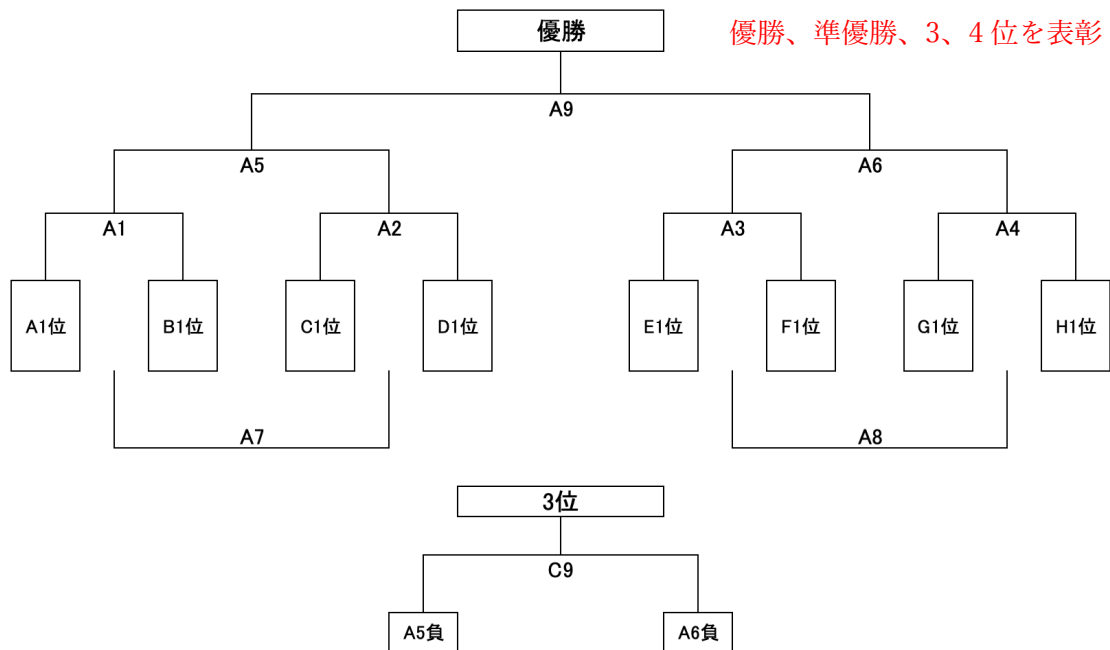 優勝
優勝、準優勝、3、4位を表彰
A9
A5
A6
A1
A2
A3
A4
A1位
B1位
C1位
D1位
E1位
F1位
G1位
H1位
A7
A8
3位
C9
A5負
A6負